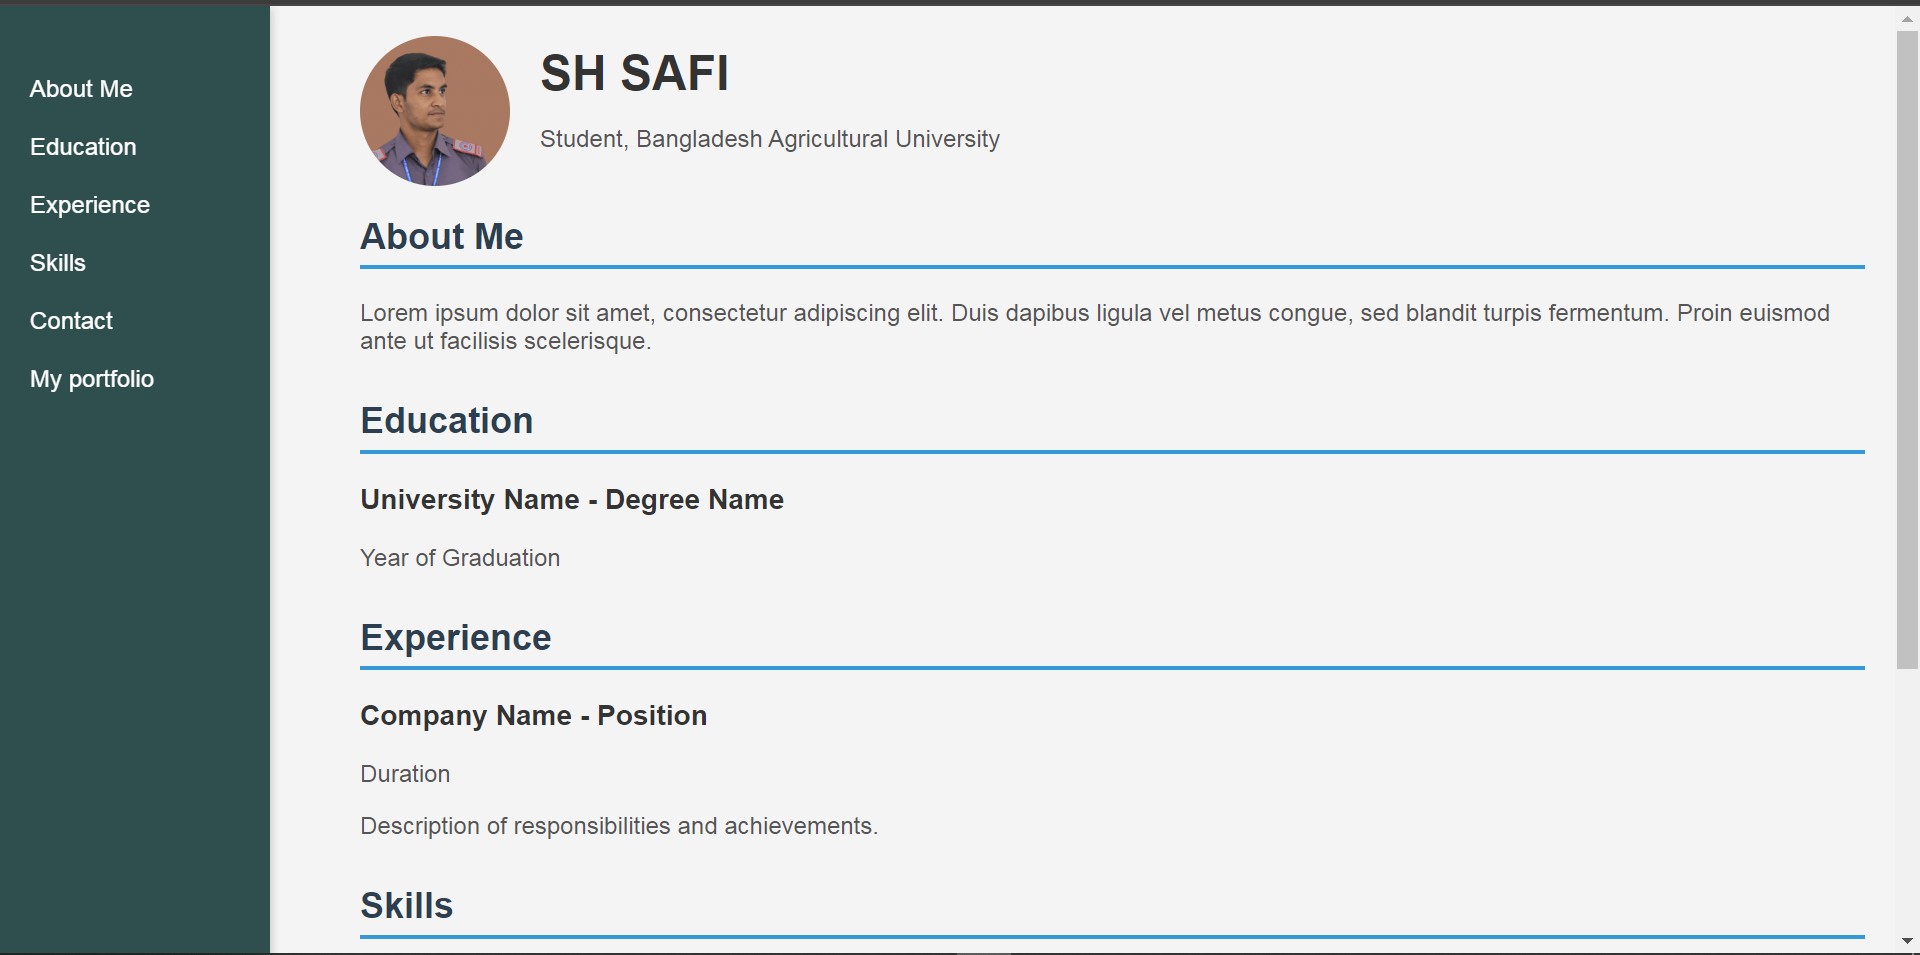 About Me
Education
Experience
Skills
Contact
My portfolio
SH SAFI
Student, Bangladesh Agricultural University
About Me
Lorem ipsum dolor sit amet, consectetur adipiscing elit. Duis dapibus ligula vel metus congue, sed blandit turpis fermentum. Proin euismod
ante ut facilisis scelerisque.
Education
University Name - Degree Name
Year of Graduation
Experience
Company Name - Position
Duration
Description of responsibilities and achievements.
Skills